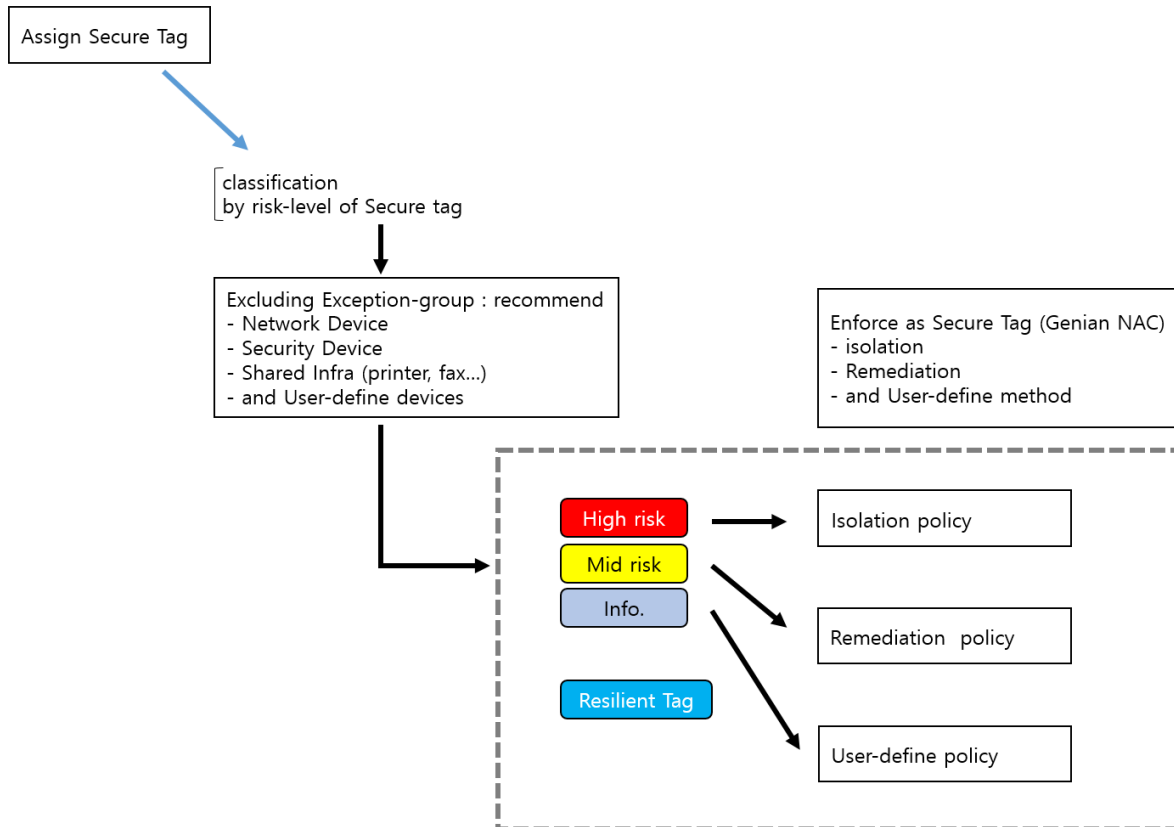 Assign Secure Tag
classification
by risk-level of Secure tag
Excluding Exception-group : recommend
- Network Device
- Security Device
- Shared Infra (printer, fax...)
- and User-define devices
Enforce as Secure Tag (Genian NAC)
- isolation
- Remediation
- and User-define method
High risk
Mid risk
Info.
Resilient Tag
Isolation policy
Remediation policy
User-define policy